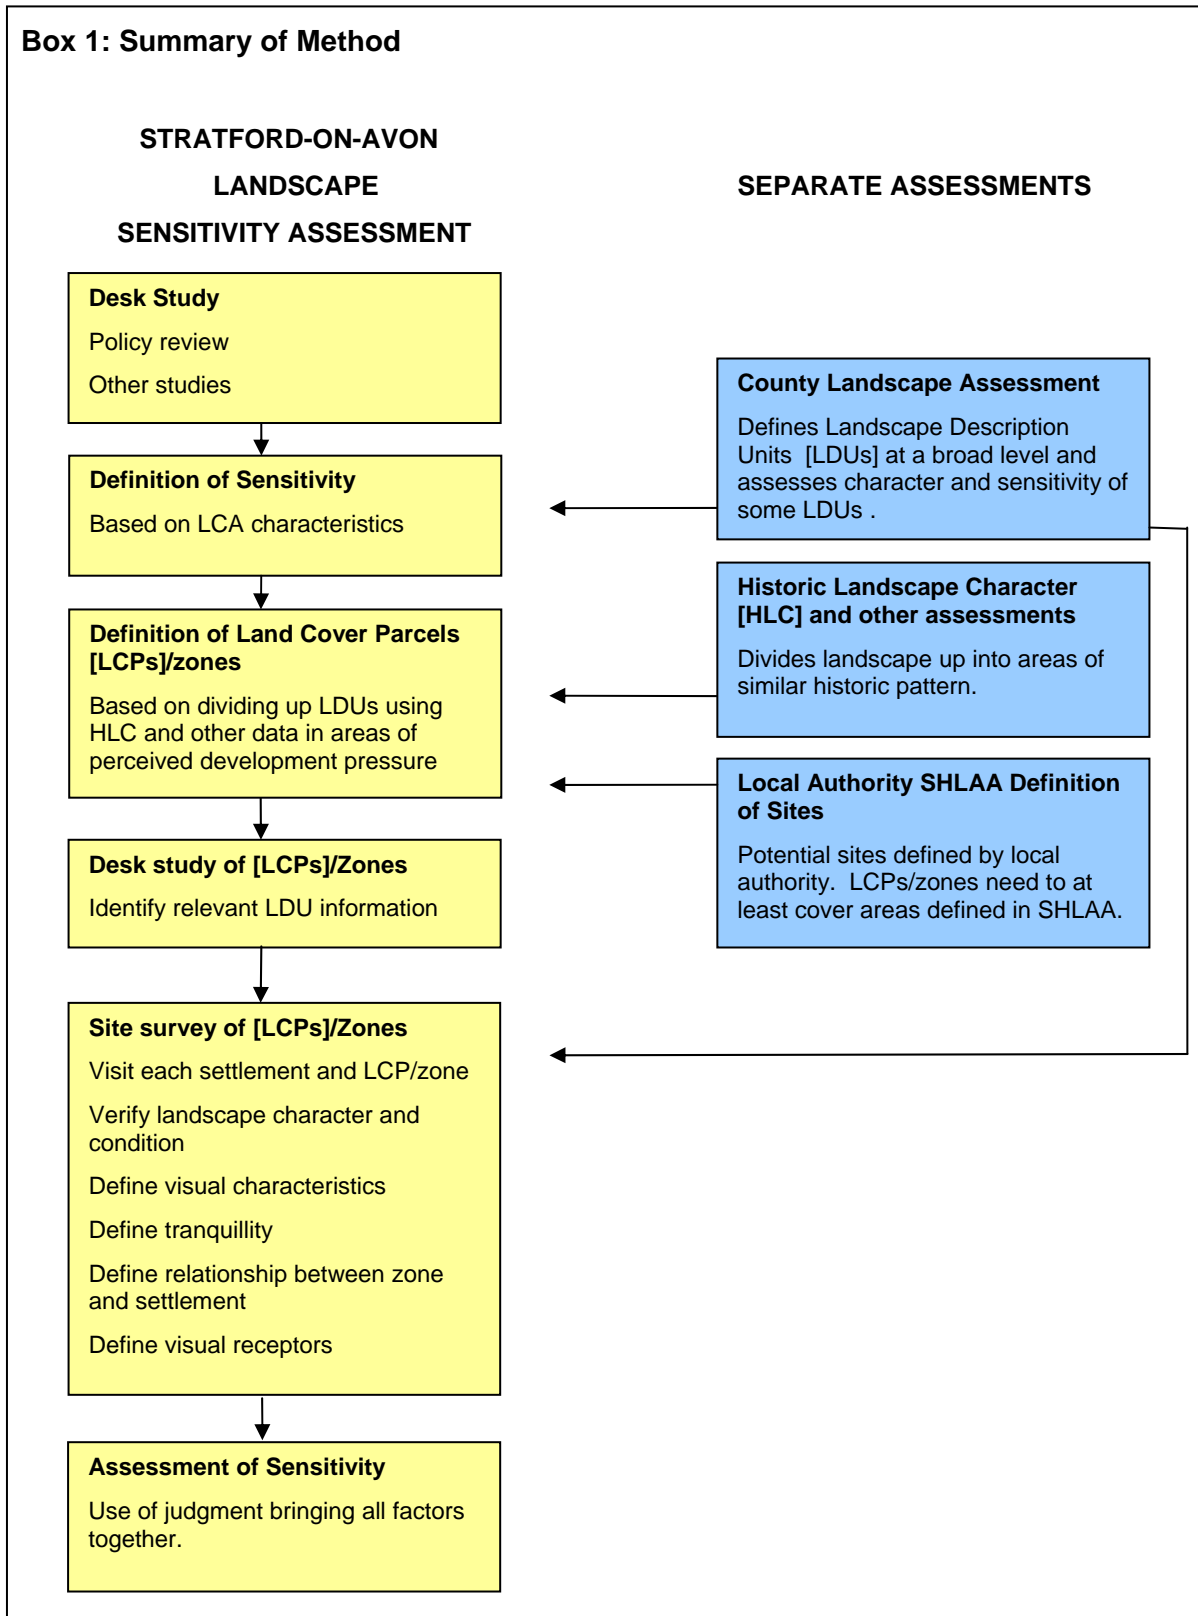 Box 1: Summary of Method
STRATFORD-ON-AVON
LANDSCAPE
SENSITIVITY ASSESSMENT
SEPARATE ASSESSMENTS
Desk Study
Policy review
Other studies
Definition of Sensitivity
Based on LCA characteristics
Definition of Land Cover Parcels
[LCPs]/zones
Based on dividing up LDUs using
HLC and other data in areas of
perceived development pressure
Desk study of [LCPs]/Zones
Identify relevant LDU information
Site survey of [LCPs]/Zones
Visit each settlement and LCP/zone
Verify landscape character and
condition
Define visual characteristics
Define tranquillity
Define relationship between zone
and settlement
Define visual receptors
Assessment of Sensitivity
Use of judgment bringing all factors
together.
County Landscape Assessment
Defines Landscape Description
Units [LDUs] at a broad level and
assesses character and sensitivity of
some LDUs .
Historic Landscape Character
[HLC] and other assessments
Divides landscape up into areas of
similar historic pattern.
Local Authority SHLAA Definition
of Sites
Potential sites defined by local
authority. LCPs/zones need to at
least cover areas defined in SHLAA.